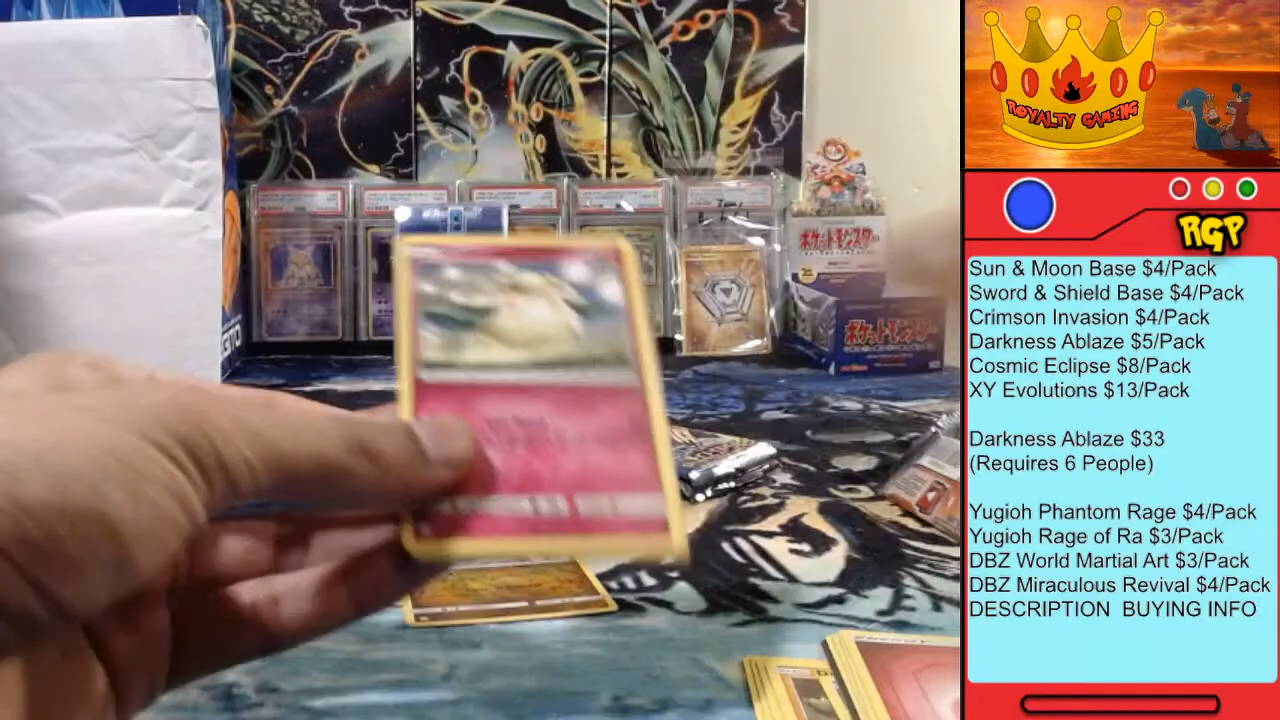 ROYALTY GAMING
RGP
Sun & Moon Base $4/Pack
Sword & Shield Base $4/Pack
Crimson Invasion $4/Pack
Darkness Ablaze $5/Pack
Cosmic Eclipse $8/Pack
XY Evolutions $13/Pack
Darkness Ablaze $33
(Requires 6 People)
Yugioh Phantom Rage $4/Pack
Yugioh Rage of Ra $3/Pack
DBZ World Martial Art $3/Pack
DBZ Miraculous Revival $4/Pack
DESCRIPTION BUYING INFO
ポケットモンスター
ポケットモンスター
ENERGY